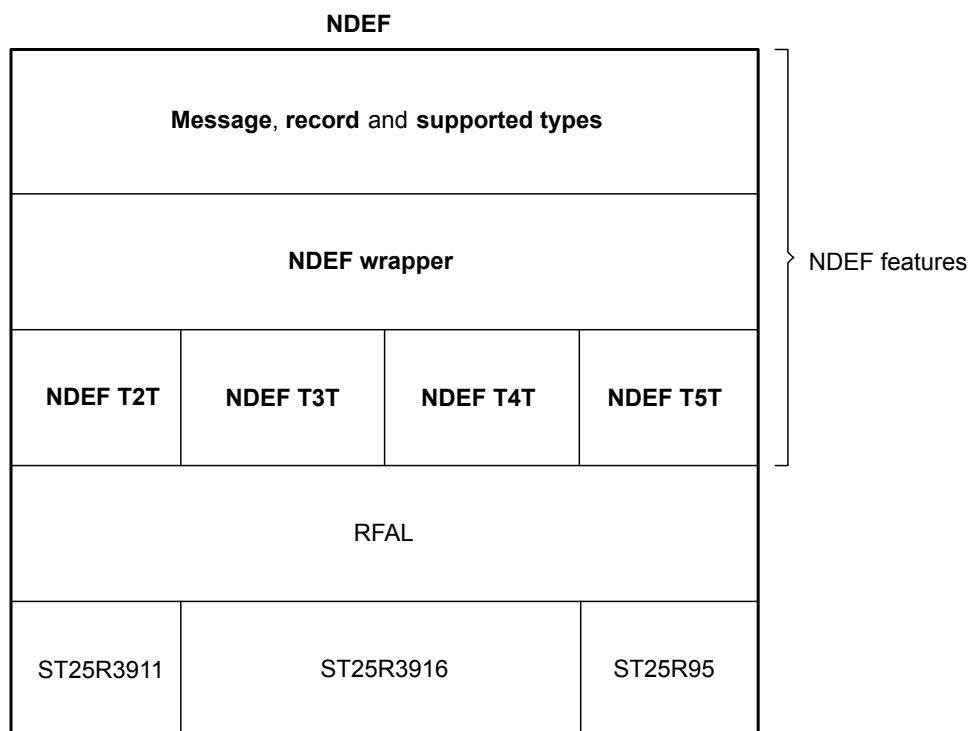 NDEF
Message, record and supported types
NDEF wrapper
NDEF features
NDEF T2T
NDEF T3T
NDEF T4T
NDEF T5T
RFAL
ST25R3911
ST25R3916
ST25R95